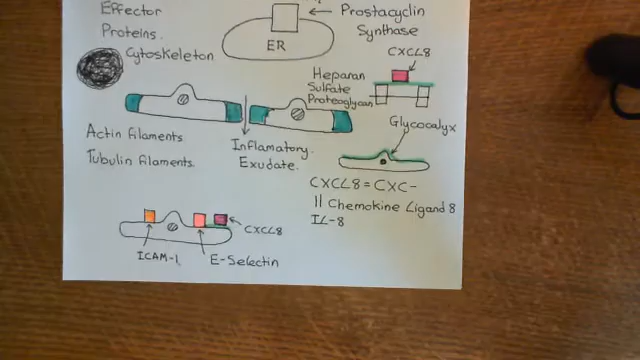 Effector
Proteins.
Cytoskeleton
ER
Prostacyclin
Synthase
CXCL8
Heparan
Sulfate
Proteoglycan
Glycocalyx
Actin filaments
Tubulin filaments.
Inflamatory
Exudate.
CXCL8 = CXC-
Chemokine Ligand 8
IL-8
CXCL8
ICAM-1
E-Selectin